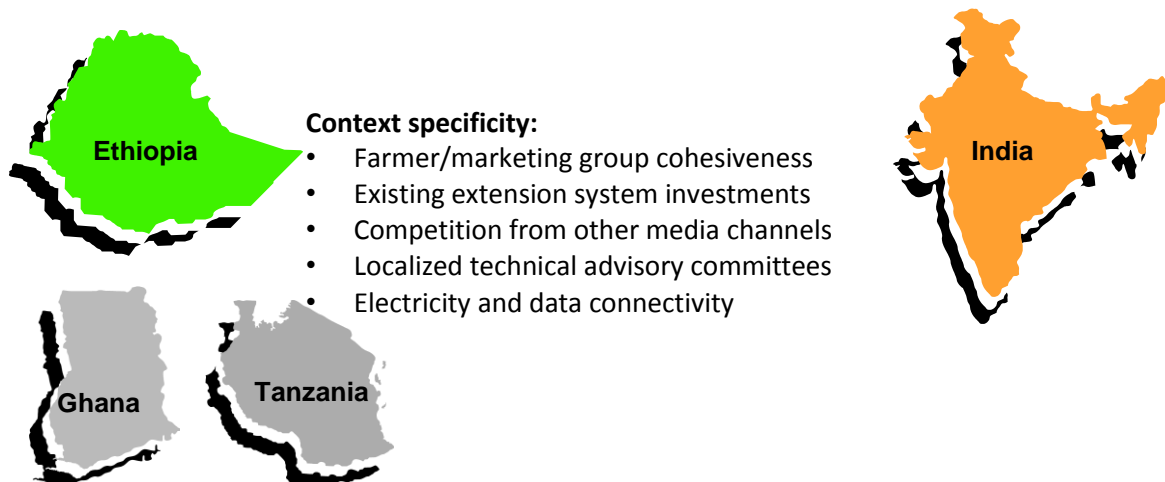 Ethiopia
Context specificity:
• Farmer/marketing group cohesiveness
• Existing extension system investments
• Competition from other media channels
• Localized technical advisory committees
• Electricity and data connectivity
India
Ghana
Tanzania